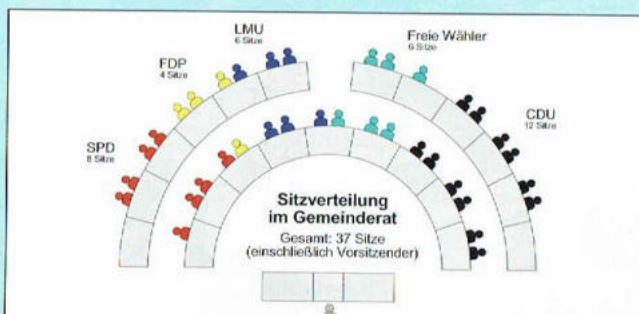 LMU
6 Sitze
Freie Wähler
6 Sitze
FDP
4 Sitze
CDU
12 Sitze
SPD
8 Sitze
Sitzverteilung
im Gemeinderat
Gesamt: 37 Sitze
(einschließlich Vorsitzender)